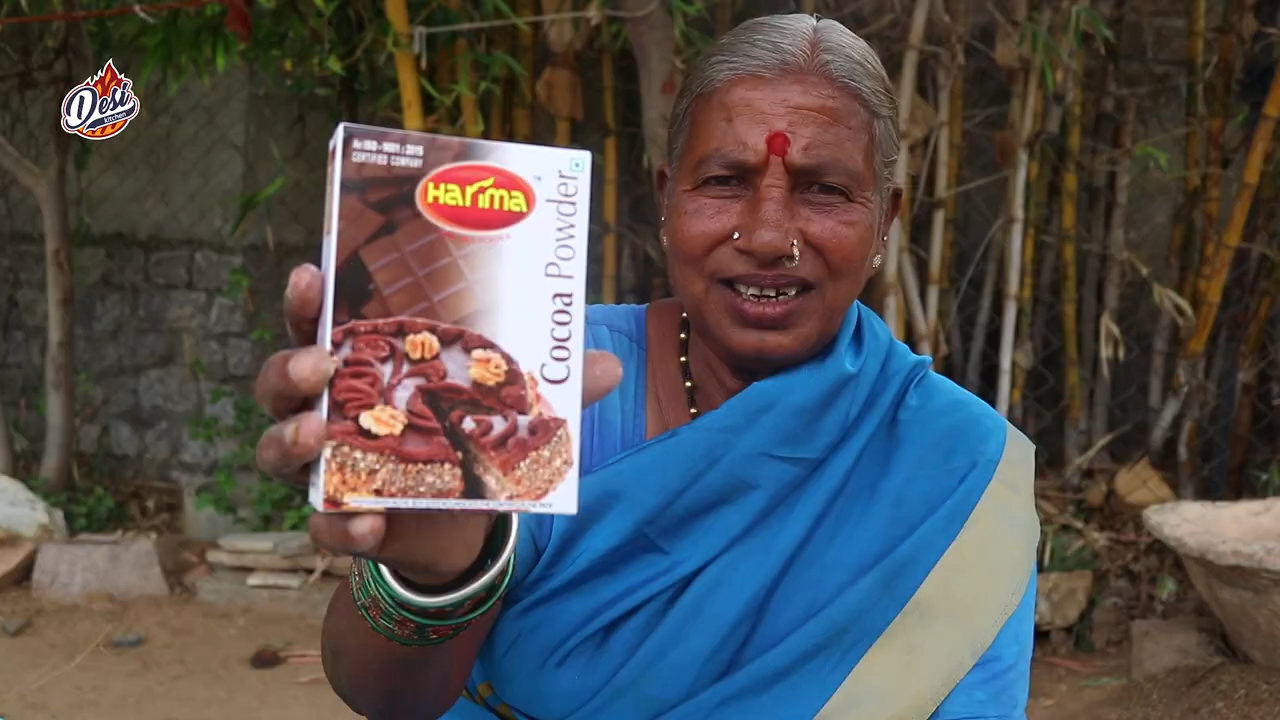 Desi
kitchen
An ISO - 9001 : 2015
CERTIFIED COMPANY
Harima
Cocoa Powder